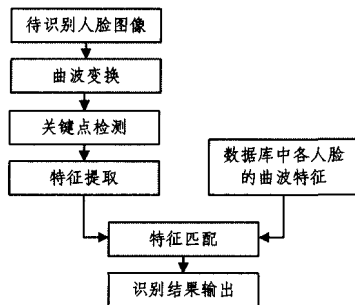 待识别人脸图像
曲波变换
关键点检测
特征提取
数据库中各人脸
的曲波特征
特征匹配
识别结果输出